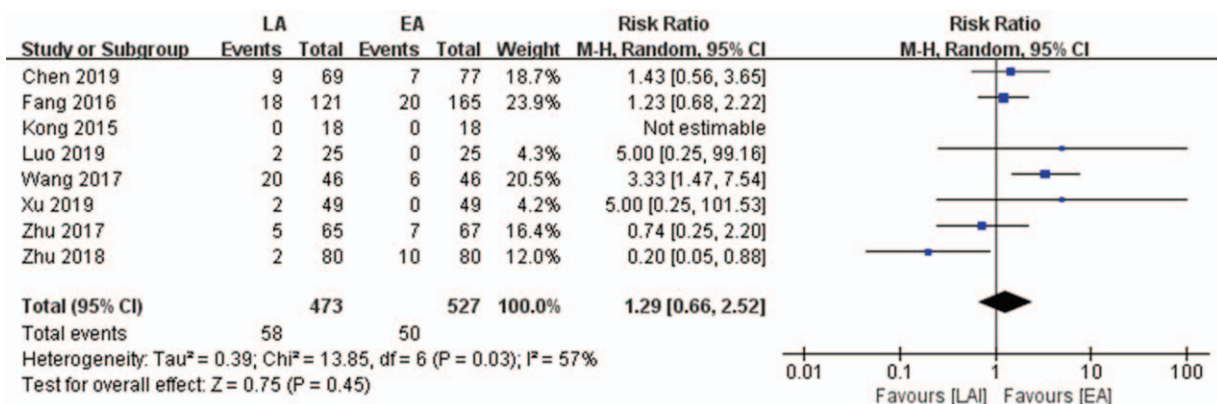 LA EA Risk Ratio Risk Ratio
Study or Subgroup Events Total Events Total Weight M-H, Random, 95% CI M-H, Random, 95% CI
Chen 2019 9 69 7 77 18.7% 1.43 [0.56, 3.65]
Fang 2016 18 121 20 165 23.9% 1.23 [0.68, 2.22]
Kong 2015 0 18 0 18 Not estimable
Luo 2019 2 25 0 25 4.3% 5.00 [0.25, 99.16]
Wang 2017 20 46 6 46 20.5% 3.33 [1.47, 7.54]
Xu 2019 2 49 0 49 4.2% 5.00 [0.25, 101.53]
Zhu 2017 5 65 7 67 16.4% 0.74 [0.25, 2.20]
Zhu 2018 2 80 10 80 12.0% 0.20 [0.05, 0.88]
Total (95% CI) 473 527 100.0% 1.29 [0.66, 2.52]
Total events 58 50
Heterogeneity: Tau² = 0.39; Chi² = 13.85, df = 6 (P = 0.03); I² = 57%
Test for overall effect: Z = 0.75 (P = 0.45)
0.01 0.1 1 10 100
Favours [LAI] Favours [EA]